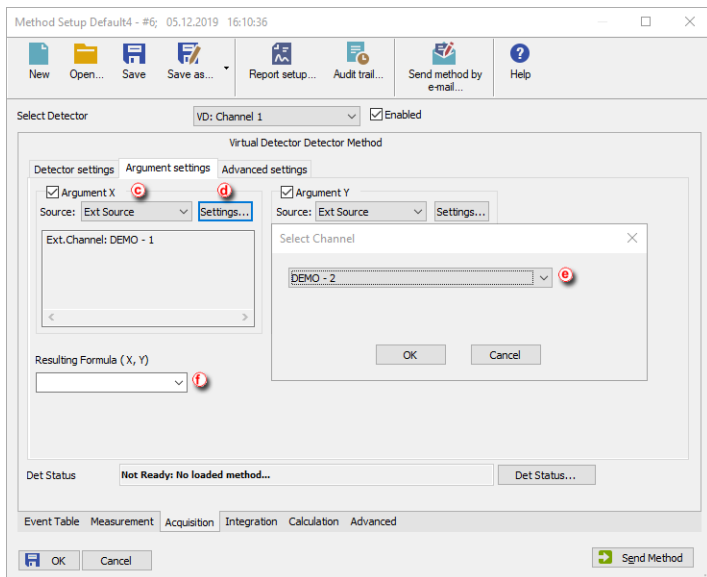 Method Setup Default4 - #6; 05.12.2019 16:10:36
New Open... Save Save as... Report setup... Audit trail... Send method by e-mail... Help
Select Detector VD: Channel 1 Enabled
Virtual Detector Detector Method
Detector settings Argument settings Advanced settings
Argument X c d Argument Y
Source: Ext Source Settings... Source: Ext Source Settings...
Ext.Channel: DEMO - 1
Select Channel
DEMO - 2 e
OK Cancel
Resulting Formula ( X, Y)
f
Det Status Not Ready: No loaded method... Det Status...
Event Table Measurement Acquisition Integration Calculation Advanced
OK Cancel Send Method